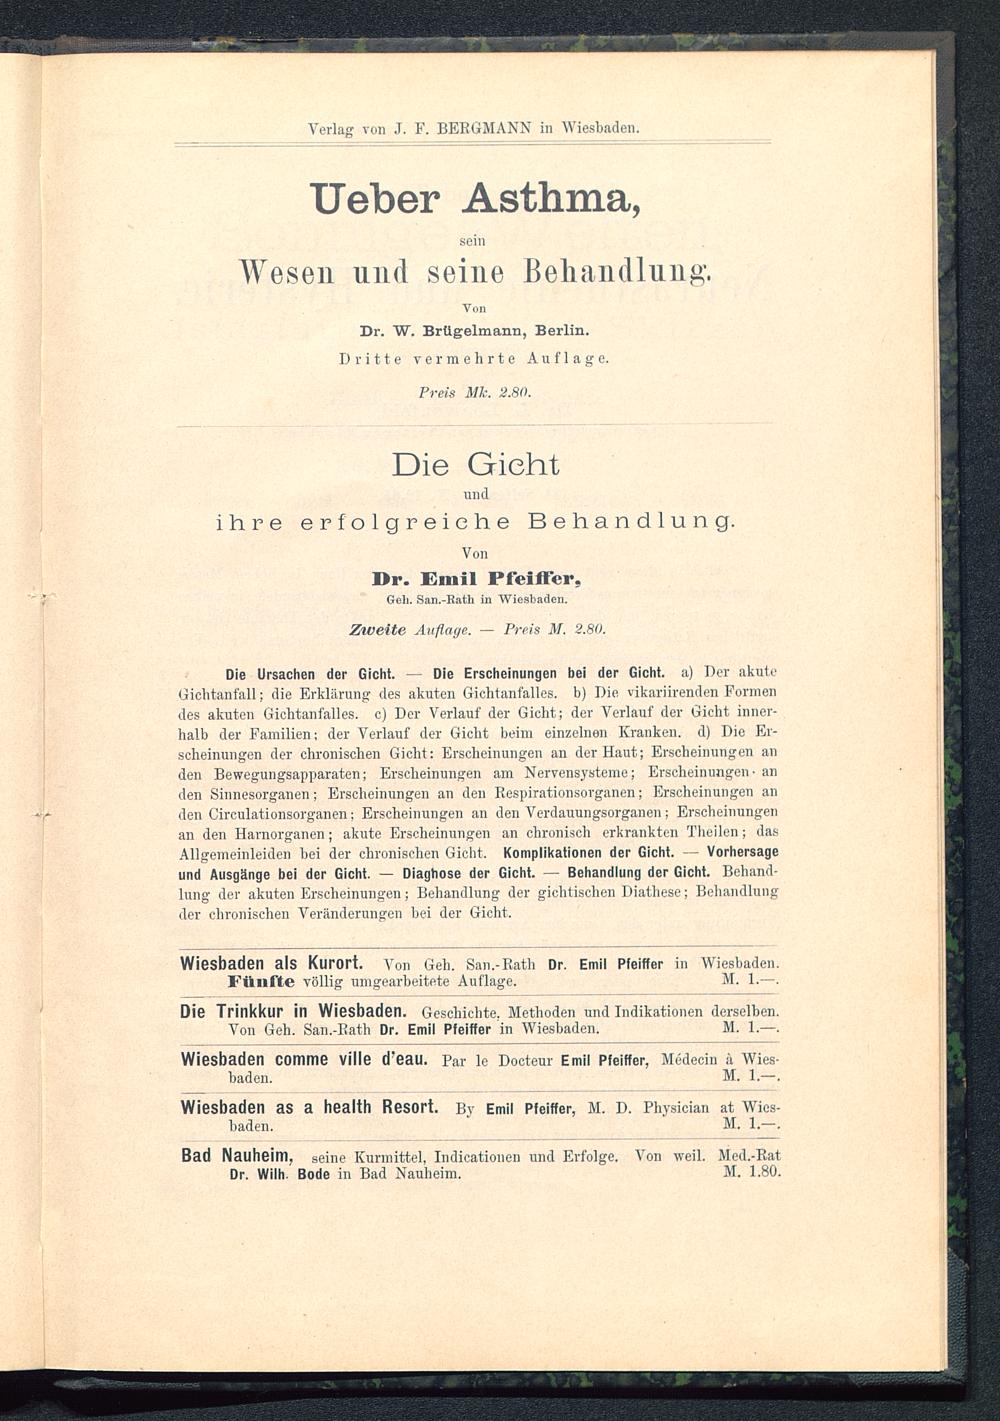 Verlag von J. F. BERGMANN in Wiesbaden.
Ueber Asthma,
sein
Wesen und seine Behandlung.
Von
Dr. W. Brügelmann, Berlin.
Dritte vermehrte Auflage.
Preis Mk. 2.80.
Die Gicht
und
ihre erfolgreiche Behandlung.
Von
Dr. Emil Pfeiffer,
Geh. San.-Rath in Wiesbaden.
Zweite Auflage. — Preis M. 2.80.
Die Ursachen der Gicht. — Die Erscheinungen bei der Gicht. a) Der akute
Gichtanfall; die Erklärung des akuten Gichtanfalles. b) Die vikariirenden Formen
des akuten Gichtanfalles. c) Der Verlauf der Gicht; der Verlauf der Gicht inner-
halb der Familien; der Verlauf der Gicht beim einzelnen Kranken. d) Die Er-
scheinungen der chronischen Gicht: Erscheinungen an der Haut; Erscheinungen an
den Bewegungsapparaten; Erscheinungen am Nervensysteme; Erscheinungen an
den Sinnesorganen; Erscheinungen an den Respirationsorganen; Erscheinungen an
den Circulationsorganen; Erscheinungen an den Verdauungsorganen; Erscheinungen
an den Harnorganen; akute Erscheinungen an chronisch erkrankten Theilen; das
Allgemeinleiden bei der chronischen Gicht. Komplikationen der Gicht. — Vorhersage
und Ausgänge bei der Gicht. — Diaghose der Gicht. — Behandlung der Gicht. Behand-
lung der akuten Erscheinungen; Behandlung der gichtischen Diathese; Behandlung
der chronischen Veränderungen bei der Gicht.
Wiesbaden als Kurort. Von Geh. San.-Rath Dr. Emil Pfeiffer in Wiesbaden.
Fünfte völlig umgearbeitete Auflage. M. 1.—.
Die Trinkkur in Wiesbaden. Geschichte, Methoden und Indikationen derselben.
Von Geh. San.-Rath Dr. Emil Pfeiffer in Wiesbaden. M. 1.—.
Wiesbaden comme ville d'eau. Par le Docteur Emil Pfeiffer, Médecin à Wies-
baden. M. 1.—.
Wiesbaden as a health Resort. By Emil Pfeiffer, M. D. Physician at Wies-
baden. M. 1.—.
Bad Nauheim, seine Kurmittel, Indicationen und Erfolge. Von weil. Med.-Rat
Dr. Wilh. Bode in Bad Nauheim. M. 1.80.